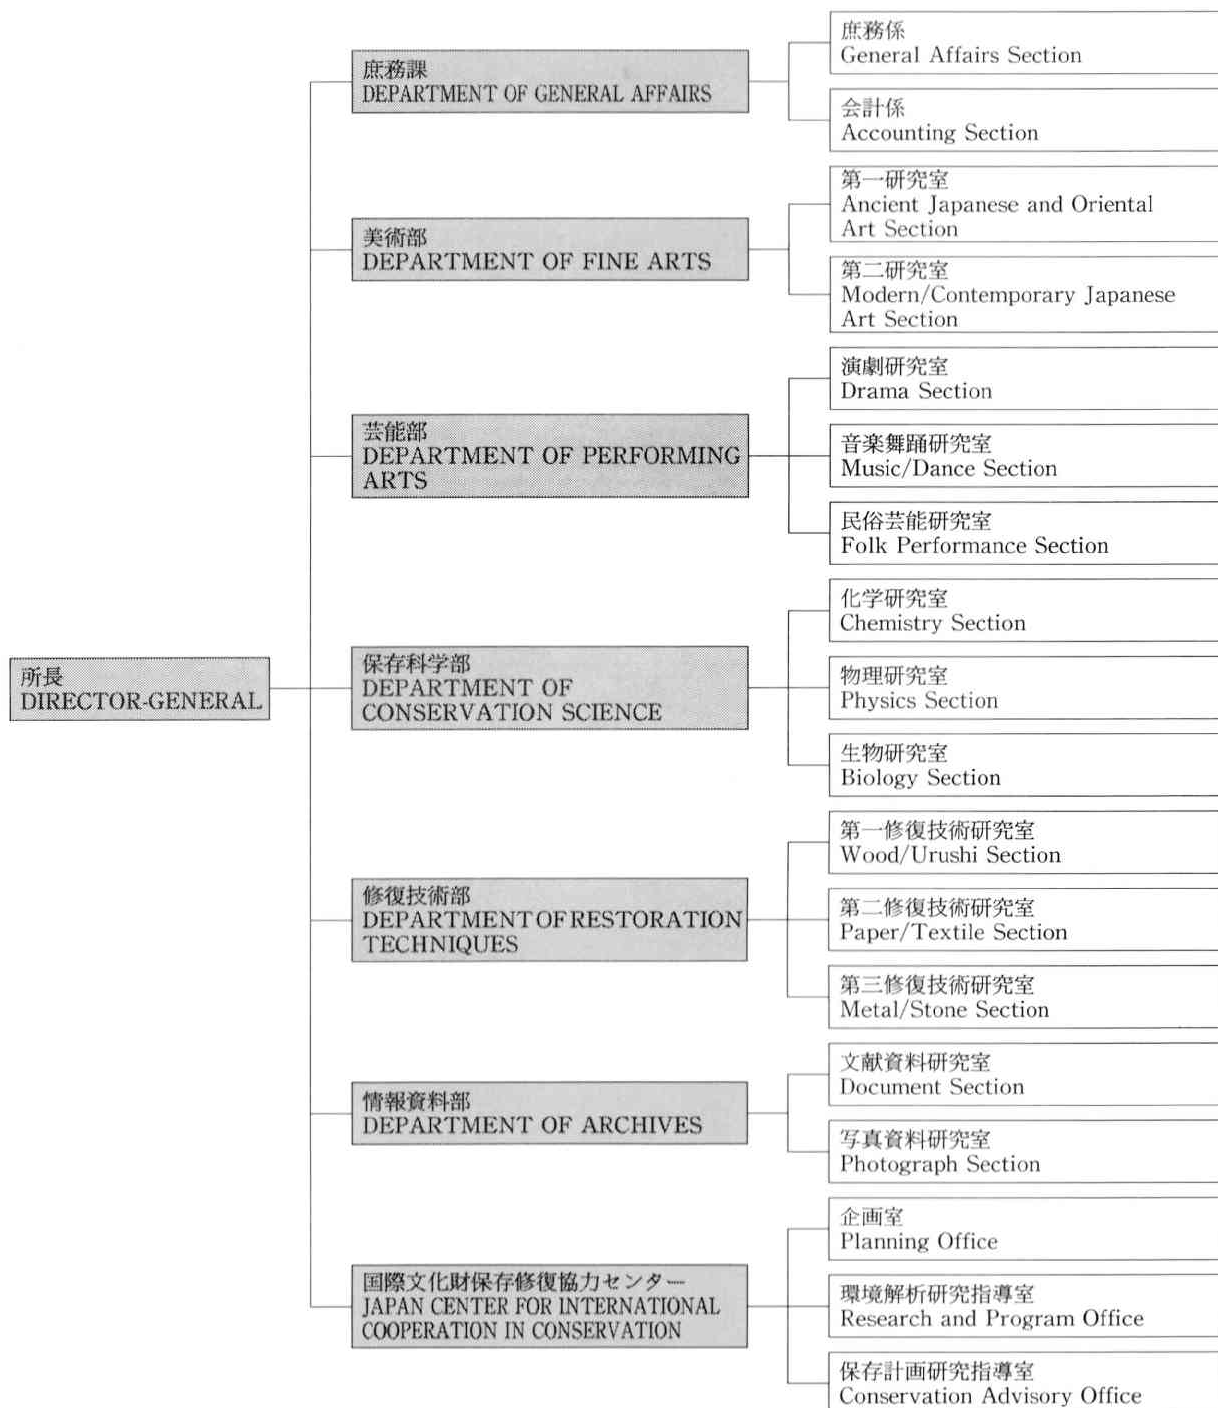 所長
DIRECTOR-GENERAL
庶務課
DEPARTMENT OF GENERAL AFFAIRS
庶務係
General Affairs Section
会計係
Accounting Section
美術部
DEPARTMENT OF FINE ARTS
第一研究室
Ancient Japanese and Oriental
Art Section
第二研究室
Modern/Contemporary Japanese
Art Section
芸能部
DEPARTMENT OF PERFORMING
ARTS
演劇研究室
Drama Section
音楽舞踊研究室
Music/Dance Section
民俗芸能研究室
Folk Performance Section
保存科学部
DEPARTMENT OF
CONSERVATION SCIENCE
化学研究室
Chemistry Section
物理研究室
Physics Section
生物研究室
Biology Section
修復技術部
DEPARTMENT OF RESTORATION
TECHNIQUES
第一修復技術研究室
Wood/Urushi Section
第二修復技術研究室
Paper/Textile Section
第三修復技術研究室
Metal/Stone Section
情報資料部
DEPARTMENT OF ARCHIVES
文献資料研究室
Document Section
写真資料研究室
Photograph Section
国際文化財保存修復協力センター
JAPAN CENTER FOR INTERNATIONAL
COOPERATION IN CONSERVATION
企画室
Planning Office
環境解析研究指導室
Research and Program Office
保存計画研究指導室
Conservation Advisory Office